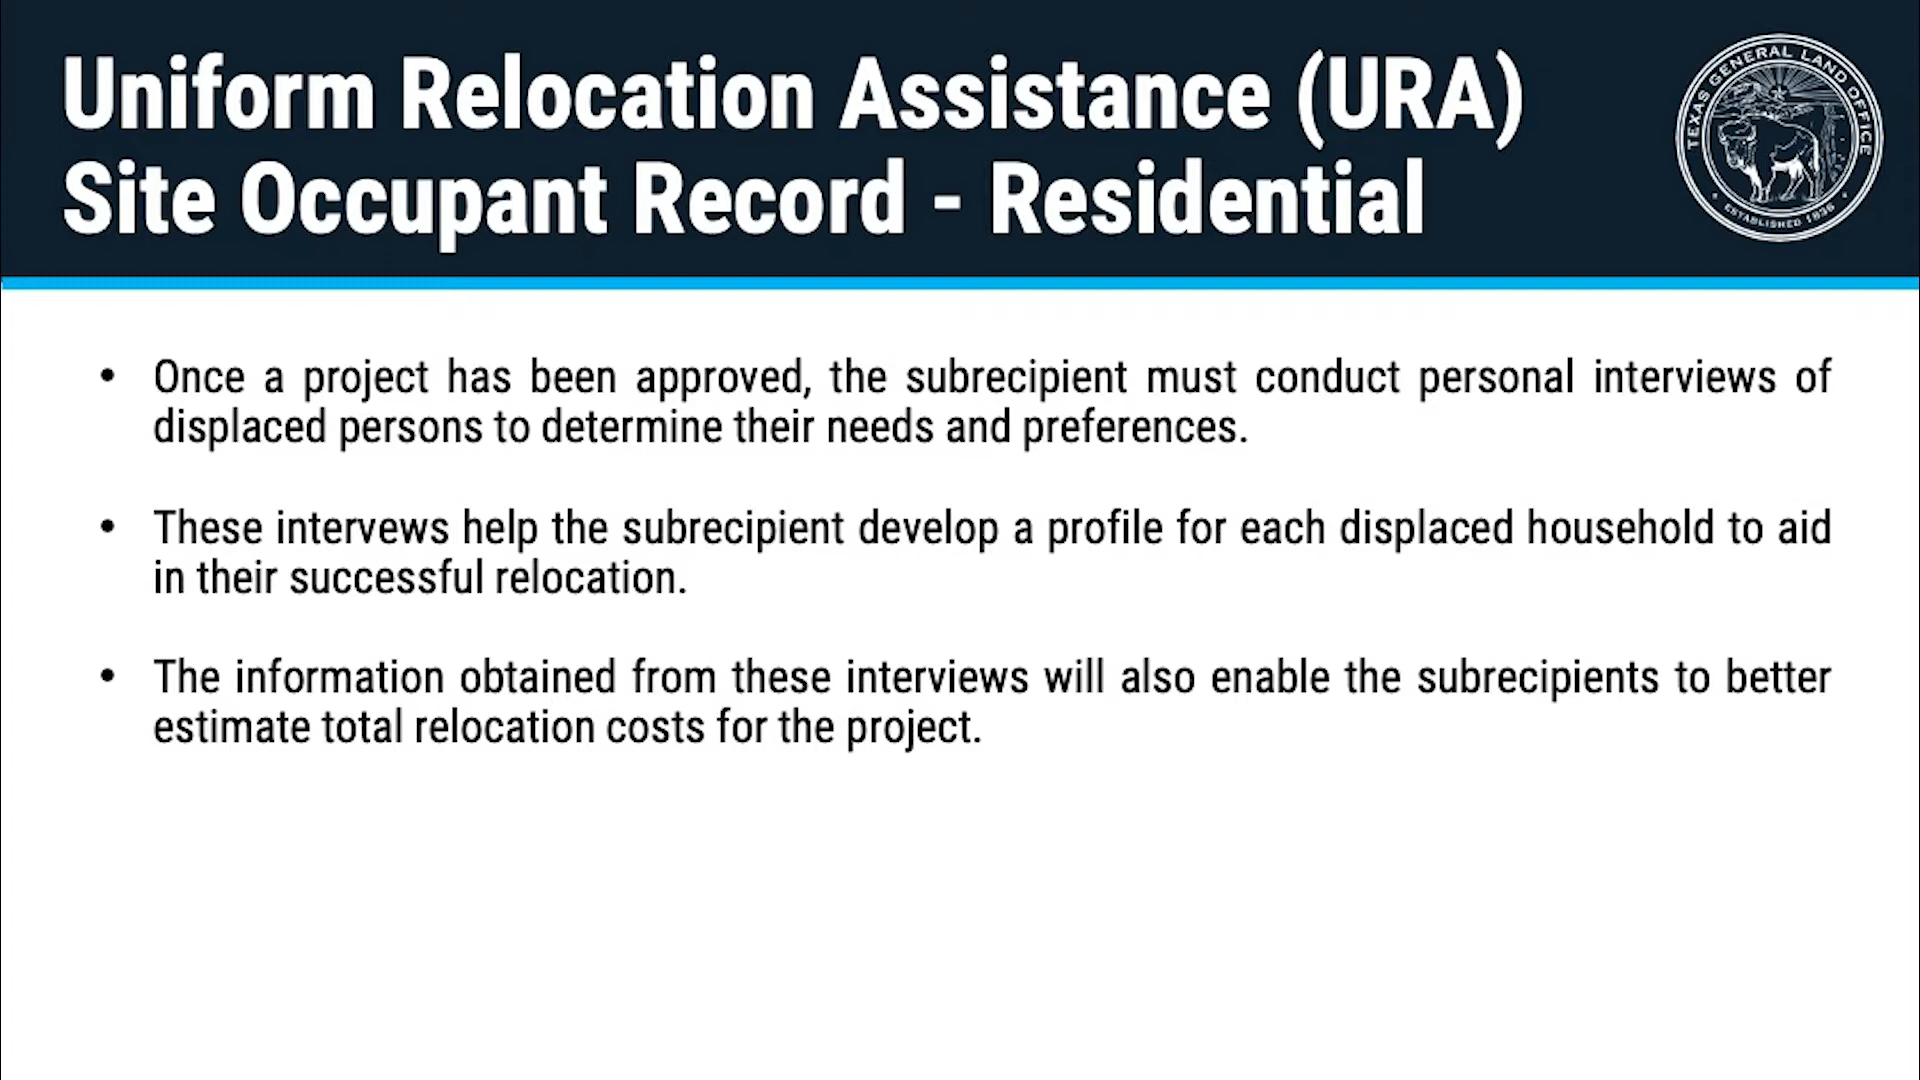 Uniform Relocation Assistance (URA)
Site Occupant Record - Residential
TEXAS GENERAL LAND OFFICE
ESTABLISHED 1836
• Once a project has been approved, the subrecipient must conduct personal interviews of
displaced persons to determine their needs and preferences.
• These intervews help the subrecipient develop a profile for each displaced household to aid
in their successful relocation.
• The information obtained from these interviews will also enable the subrecipients to better
estimate total relocation costs for the project.